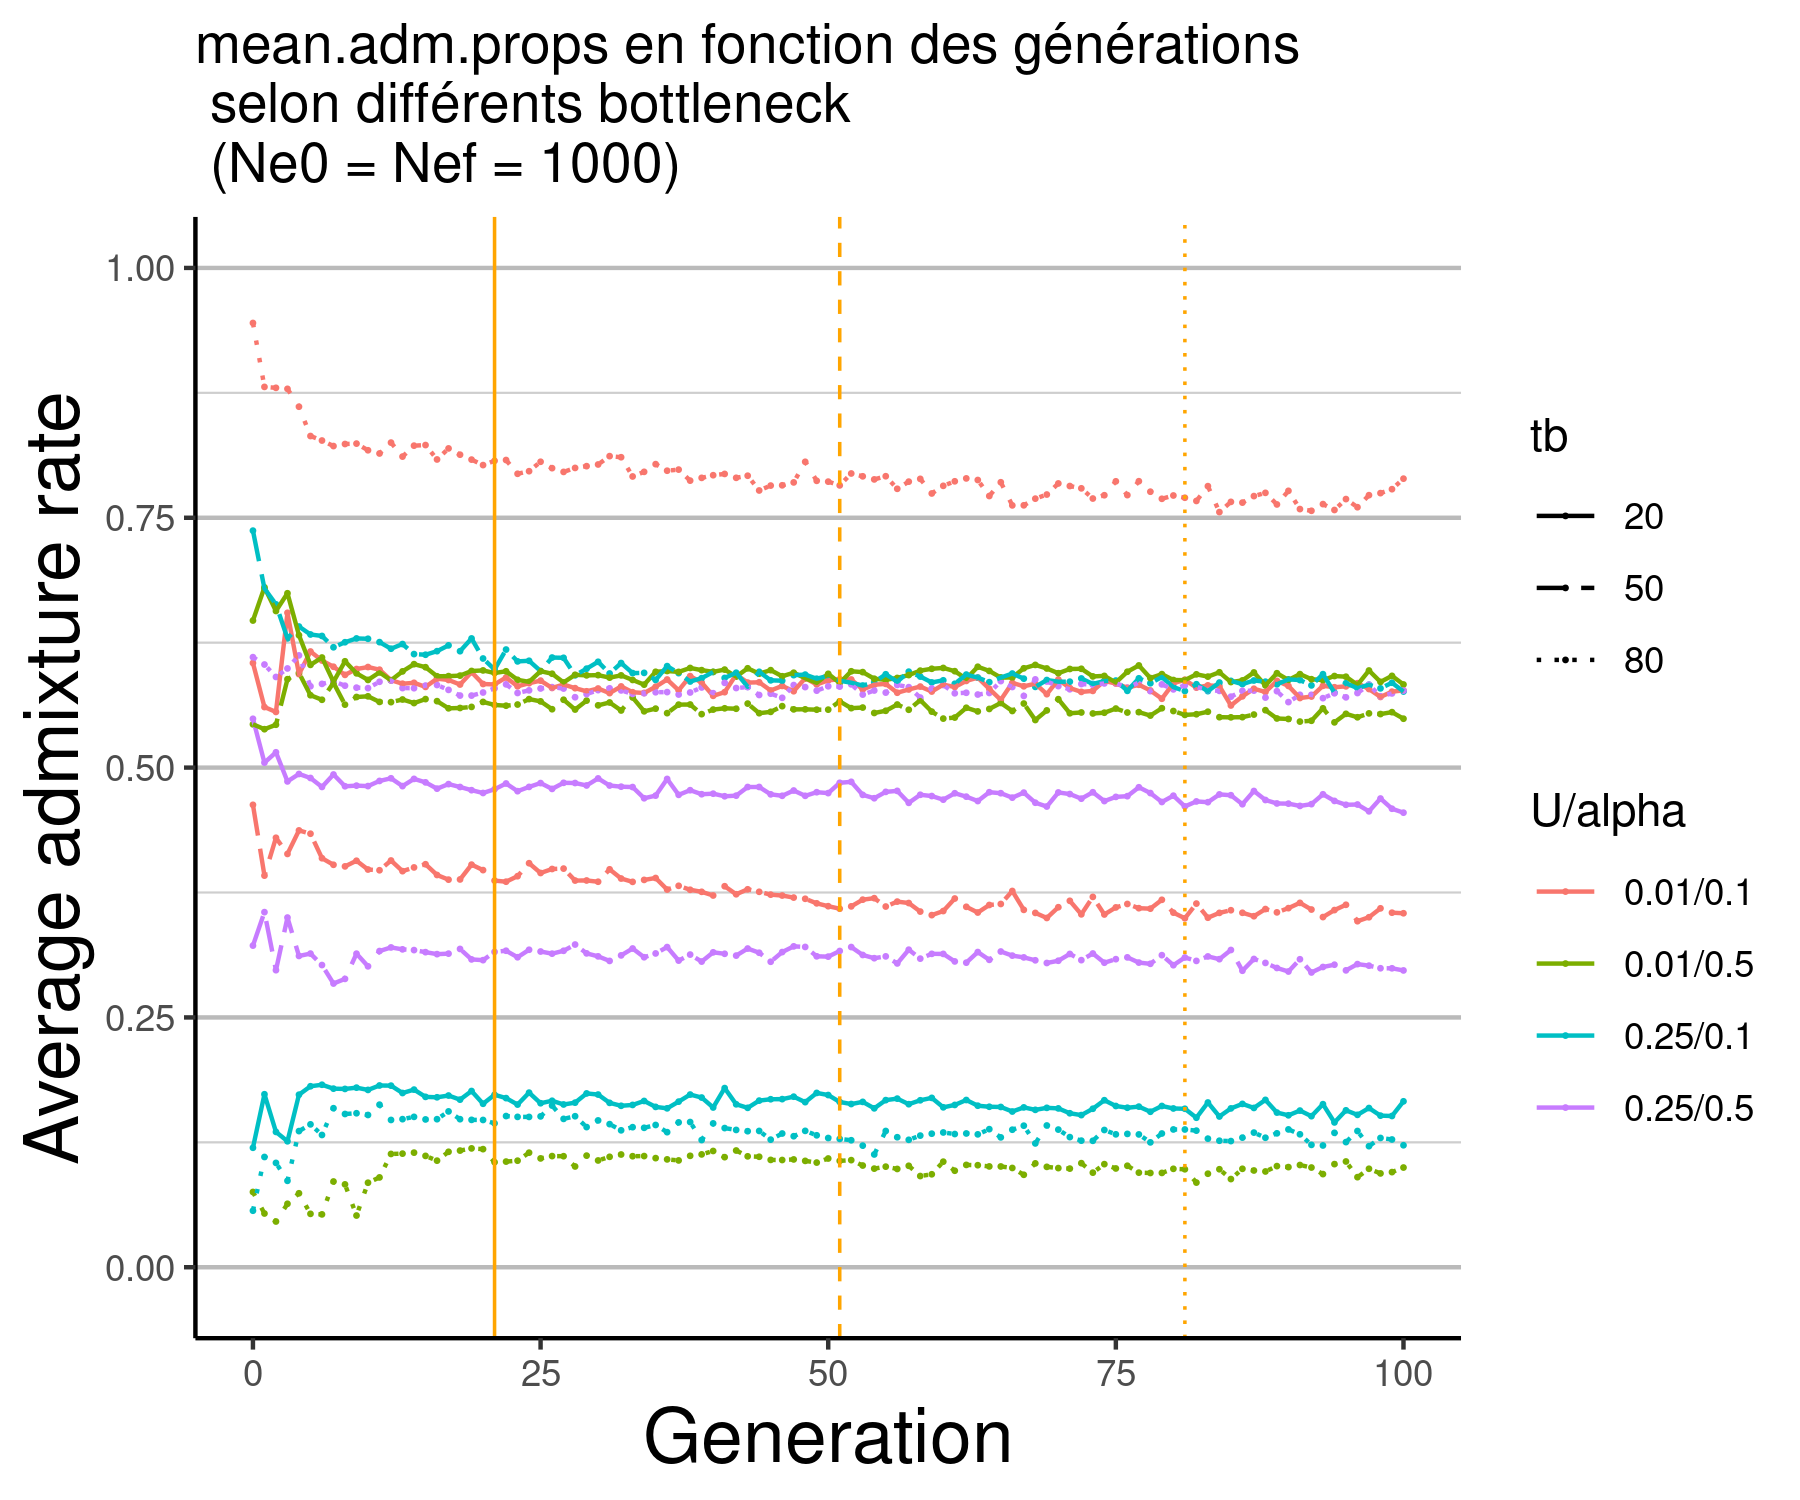 mean.adm.props en fonction des générations
selon différents bottleneck
(Ne0 = Nef = 1000)
Average admixture rate
1.00
0.75
0.50
0.25
0.00
0
25
50
75
100
Generation
tb
20
50
80
U/alpha
0.01/0.1
0.01/0.5
0.25/0.1
0.25/0.5